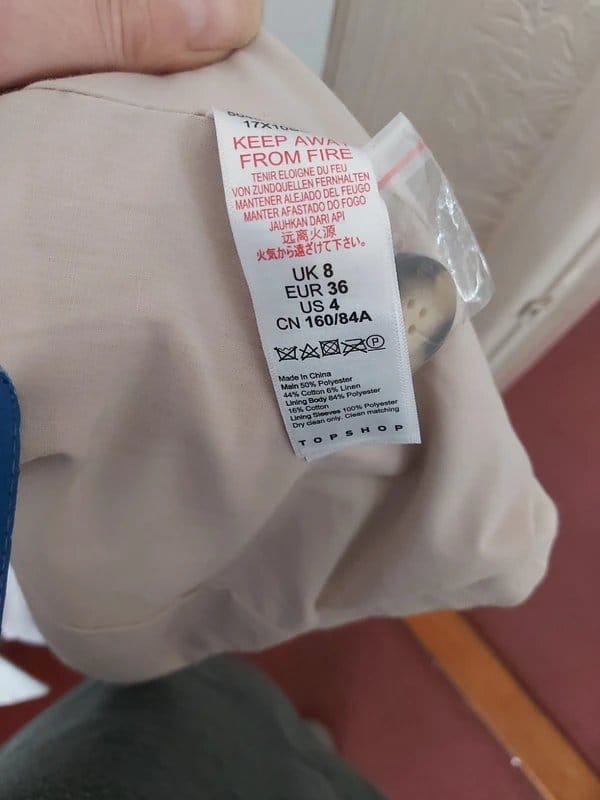 KEEP AWAY
FROM FIRE
TENIR ELOIGNE DU FEU
VON ZUNDQUELLEN FERNHALTEN
MANTENER ALEJADO DEL FEUGO
MANTER AFASTADO DO FOGO
JAUHKAN DARI API
远离火源
火気から遠ざけて下さい。
UK 8
EUR 36
US 4
CN 160/84A
P
Made In China
Main 50% Polyester
44% Cotton 6% Linen
Lining Body 84% Polyester
16% Cotton
Lining Sleeves 100% Polyester
Dry clean only. Clean matching
TOPSHOP